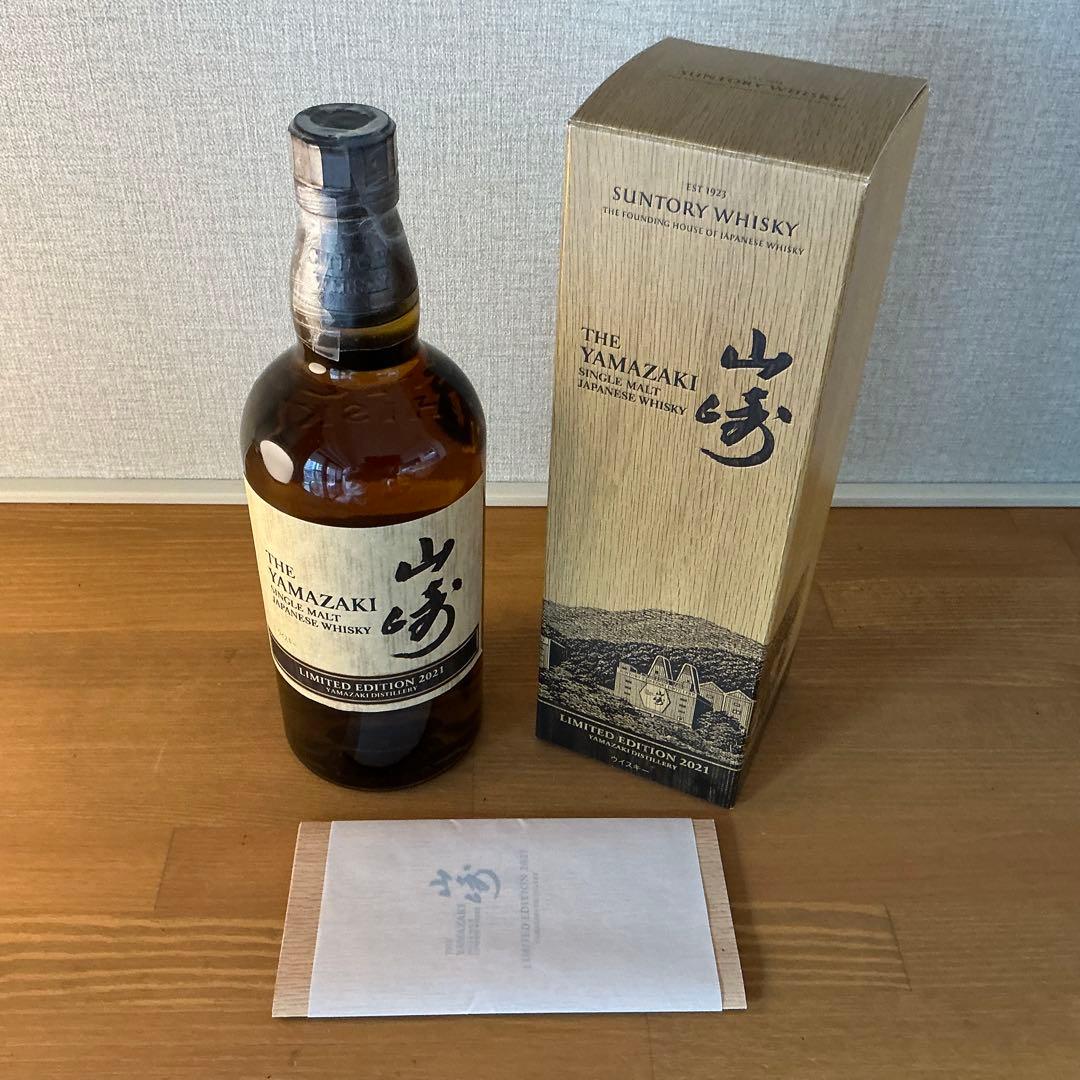 THE
YAMAZAKI
SINGLE MALT
JAPANESE WHISKY
山崎
LIMITED EDITION 2021
YAMAZAKI DISTILLERY
SUNTORY WHISKY
EST 1923
SUNTORY WHISKY
THE FOUNDING HOUSE OF JAPANESE WHISKY
THE
YAMAZAKI
SINGLE MALT
JAPANESE WHISKY
山崎
山崎
LIMITED EDITION 2021
YAMAZAKI DISTILLERY
ウイスキー
山崎
THE
YAMAZAKI
LIMITED EDITION 2021